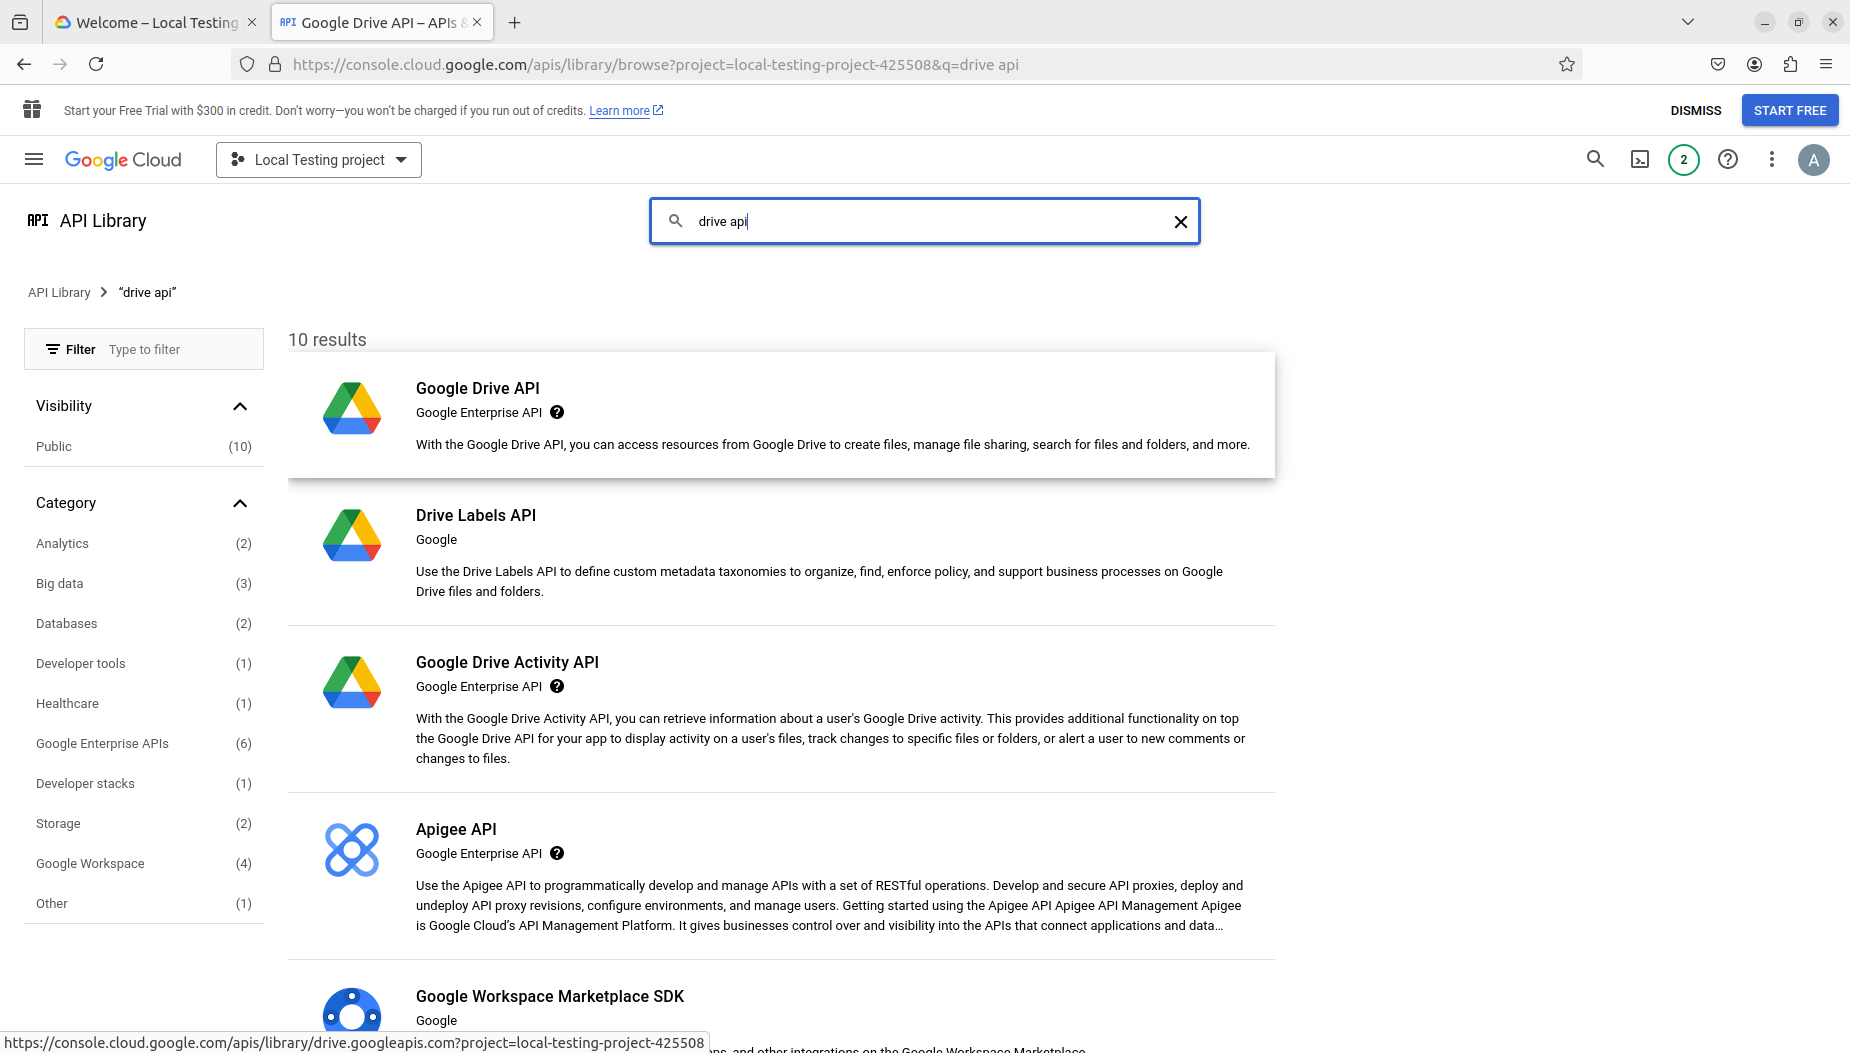 Welcome – Local Testing
API Google Drive API – APIs &
https://console.cloud.google.com/apis/library/browse?project=local-testing-project-425508&q=drive api
Start your Free Trial with $300 in credit. Don’t worry—you won’t be charged if you run out of credits. Learn more
DISMISS
START FREE
Google Cloud
Local Testing project
2
A
API API Library
drive api
API Library
“drive api”
Filter Type to filter
Visibility
Public (10)
Category
Analytics (2)
Big data (3)
Databases (2)
Developer tools (1)
Healthcare (1)
Google Enterprise APIs (6)
Developer stacks (1)
Storage (2)
Google Workspace (4)
Other (1)
10 results
Google Drive API
Google Enterprise API
With the Google Drive API, you can access resources from Google Drive to create files, manage file sharing, search for files and folders, and more.
Drive Labels API
Google
Use the Drive Labels API to define custom metadata taxonomies to organize, find, enforce policy, and support business processes on Google
Drive files and folders.
Google Drive Activity API
Google Enterprise API
With the Google Drive Activity API, you can retrieve information about a user's Google Drive activity. This provides additional functionality on top
the Google Drive API for your app to display activity on a user's files, track changes to specific files or folders, or alert a user to new comments or
changes to files.
Apigee API
Google Enterprise API
Use the Apigee API to programmatically develop and manage APIs with a set of RESTful operations. Develop and secure API proxies, deploy and
undeploy API proxy revisions, configure environments, and manage users. Getting started using the Apigee API Apigee API Management Apigee
is Google Cloud’s API Management Platform. It gives businesses control over and visibility into the APIs that connect applications and data…
Google Workspace Marketplace SDK
Google
and other integrations on the Google Workspace Marketplace
https://console.cloud.google.com/apis/library/drive.googleapis.com?project=local-testing-project-425508